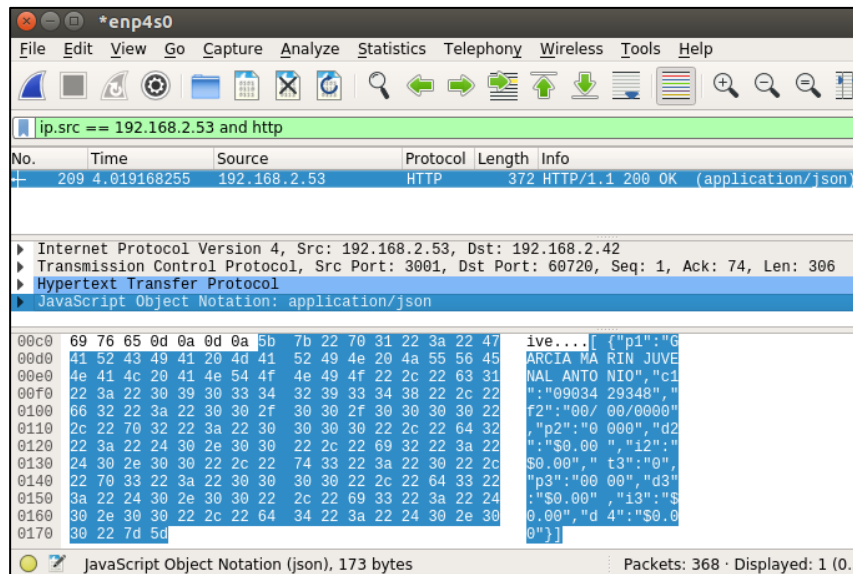 *enp4s0
File Edit View Go Capture Analyze Statistics Telephony Wireless Tools Help
ip.src == 192.168.2.53 and http
No. Time Source Protocol Length Info
209 4.019168255 192.168.2.53 HTTP 372 HTTP/1.1 200 OK (application/json)
Internet Protocol Version 4, Src: 192.168.2.53, Dst: 192.168.2.42
Transmission Control Protocol, Src Port: 3001, Dst Port: 60720, Seq: 1, Ack: 74, Len: 306
Hypertext Transfer Protocol
JavaScript Object Notation: application/json
00c0 69 76 65 0d 0a 0d 0a 5b 7b 22 70 31 22 3a 22 47 ive....[ {"p1":"G
00d0 41 52 43 49 41 20 4d 41 52 49 4e 20 4a 55 56 45 ARCIA MA RIN JUVE
00e0 4e 41 4c 20 41 4e 54 4f 4e 49 4f 22 2c 22 63 31 NAL ANTO NIO","c1
00f0 22 3a 22 30 39 30 33 34 32 39 33 34 38 22 2c 22 ":"09034 29348","
0100 66 32 22 3a 22 30 30 2f 30 30 2f 30 30 30 30 22 f2":"00/ 00/0000"
0110 2c 22 70 32 22 3a 22 30 30 30 30 22 2c 22 64 32 ,"p2":"0 000","d2
0120 22 3a 22 24 30 2e 30 30 22 2c 22 69 32 22 3a 22 ":"$0.00 ","i2":"
0130 24 30 2e 30 30 22 2c 22 74 33 22 3a 22 30 22 2c $0.00"," t3":"0",
0140 22 70 33 22 3a 22 30 30 30 30 22 2c 22 64 33 22 "p3":"00 00","d3"
0150 3a 22 24 30 2e 30 30 22 2c 22 69 33 22 3a 22 24 :"$0.00" ,"i3":"$
0160 30 2e 30 30 22 2c 22 64 34 22 3a 22 24 30 2e 30 0.00","d 4":"$0.0
0170 30 22 7d 5d 0"}]
JavaScript Object Notation (json), 173 bytes Packets: 368 · Displayed: 1 (0.